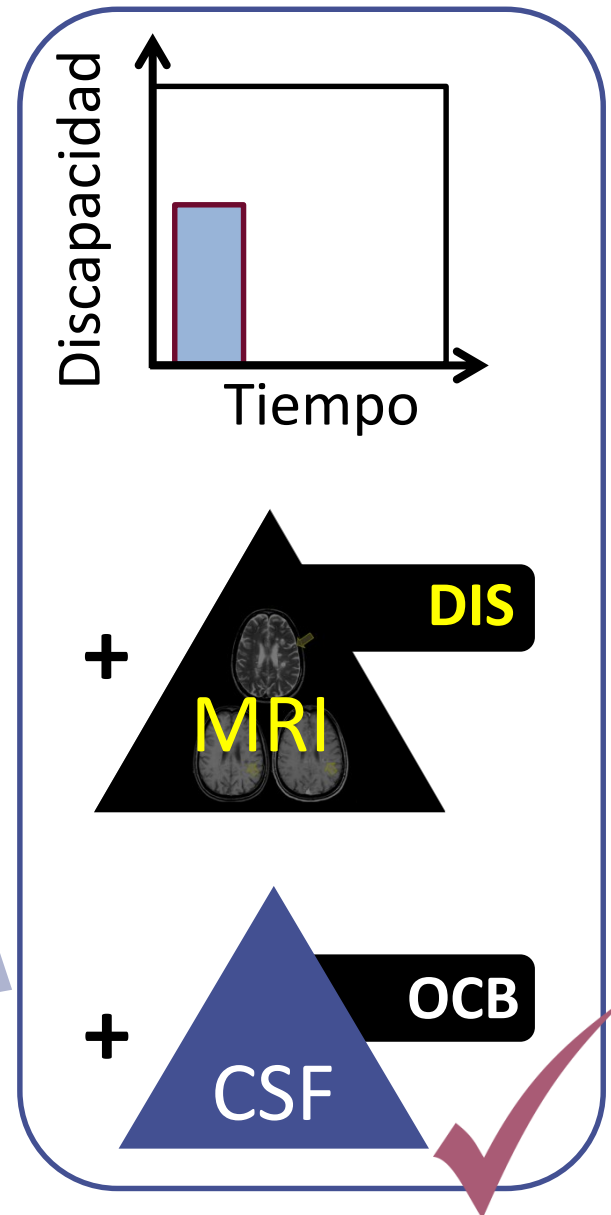 Discapacidad
Tiempo
+
DIS
MRI
+
OCB
CSF